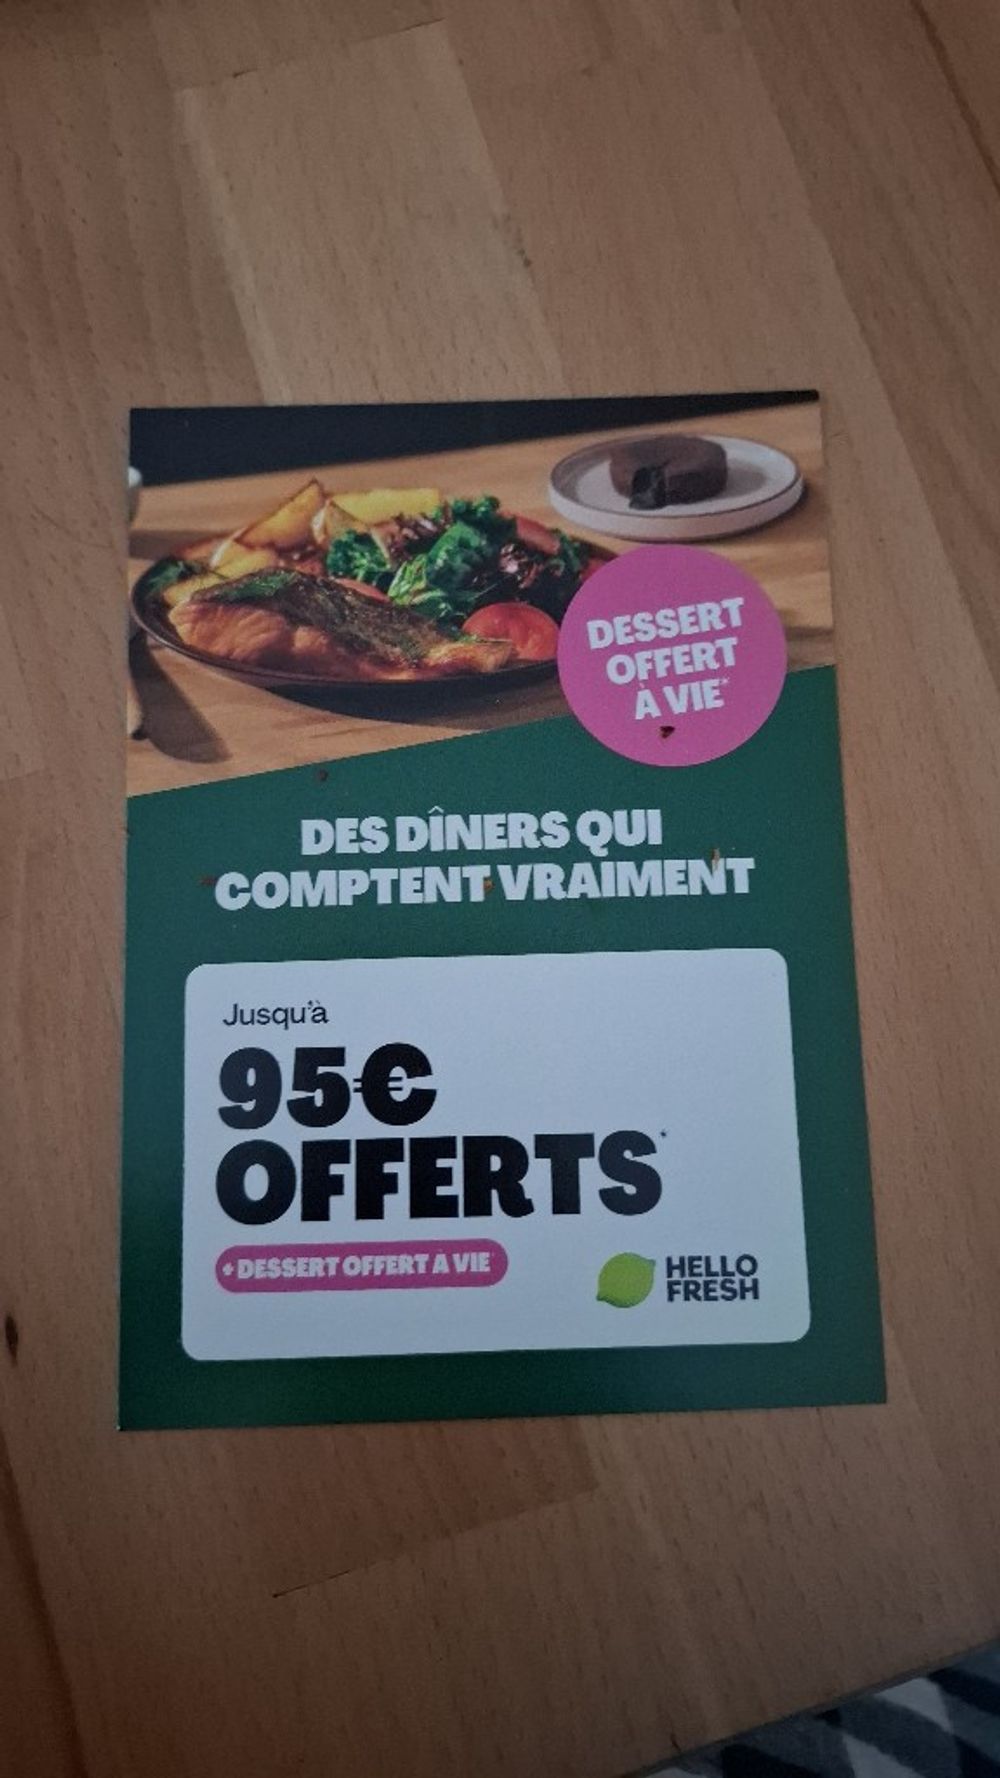 DESSERT
OFFERT
À VIE*
DES DÎNERS QUI
COMPTENT VRAIMENT
Jusqu'à
95€
OFFERTS*
+ DESSERT OFFERT À VIE*
HELLO
FRESH